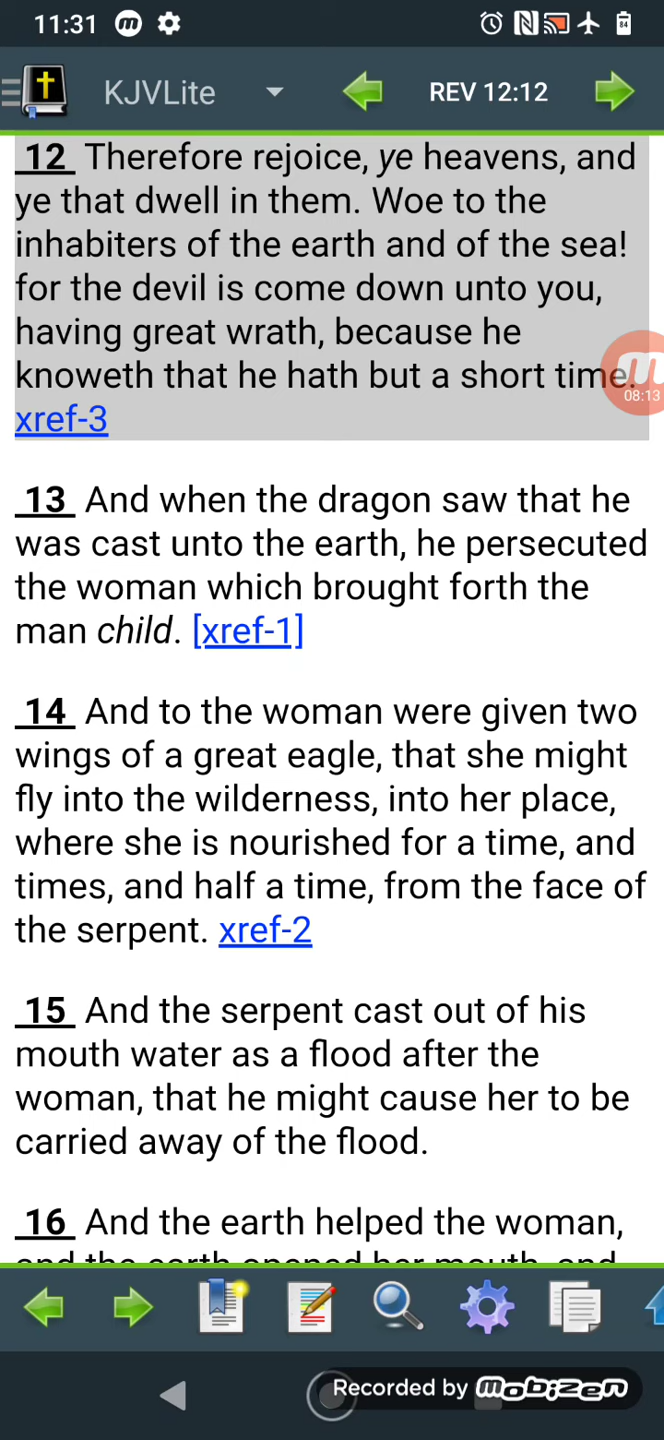 11:31 m 84
KJVLite REV 12:12
12 Therefore rejoice, ye heavens, and
ye that dwell in them. Woe to the
inhabiters of the earth and of the sea!
for the devil is come down unto you,
having great wrath, because he
knoweth that he hath but a short time.
m 08:13
xref-3
13 And when the dragon saw that he
was cast unto the earth, he persecuted
the woman which brought forth the
man child. [xref-1]
14 And to the woman were given two
wings of a great eagle, that she might
fly into the wilderness, into her place,
where she is nourished for a time, and
times, and half a time, from the face of
the serpent. xref-2
15 And the serpent cast out of his
mouth water as a flood after the
woman, that he might cause her to be
carried away of the flood.
16 And the earth helped the woman,
and the earth opened her mouth, and
Recorded by mobizen